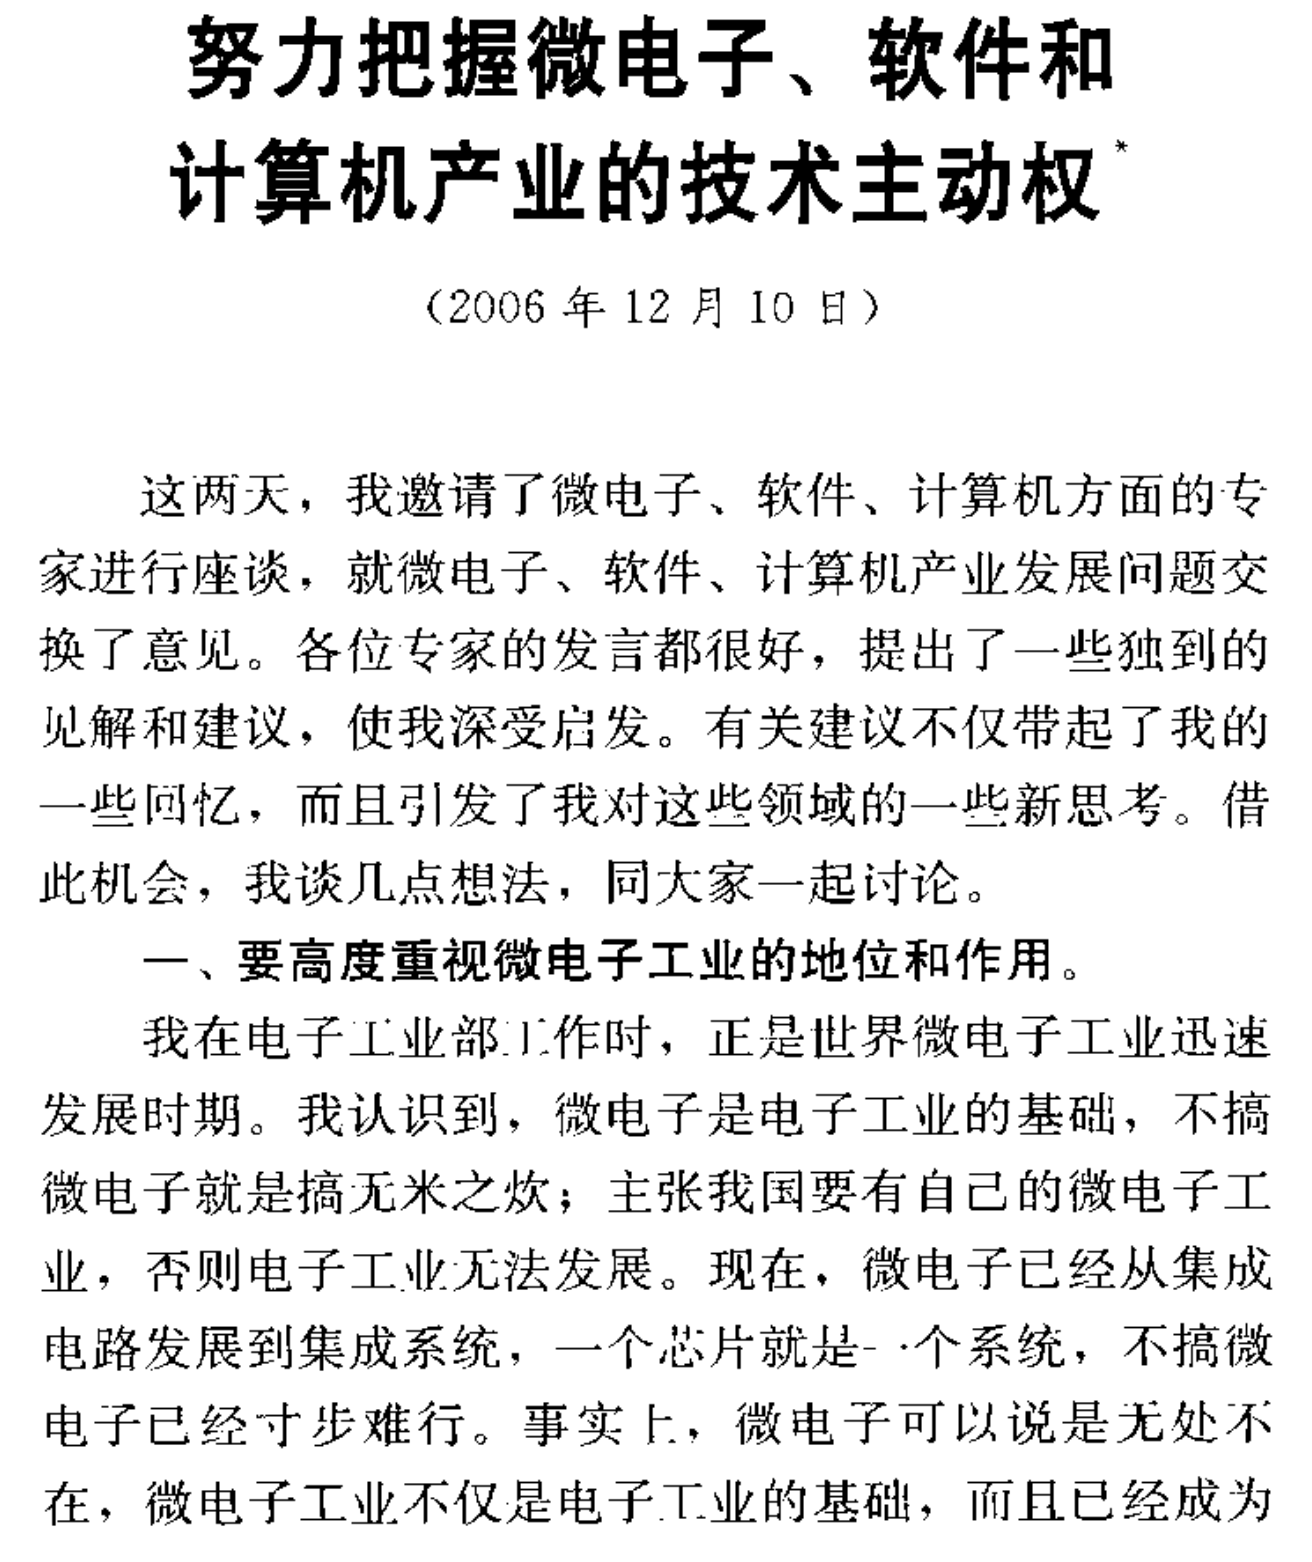 努力把握微电子、软件和
计算机产业的技术主动权*
（2006 年 12 月 10 日）
这两天，我邀请了微电子、软件、计算机方面的专
家进行座谈，就微电子、软件、计算机产业发展问题交
换了意见。各位专家的发言都很好，提出了一些独到的
见解和建议，使我深受启发。有关建议不仅带起了我的
一些回忆，而且引发了我对这些领域的一些新思考。借
此机会，我谈几点想法，同大家一起讨论。
一、要高度重视微电子工业的地位和作用。
我在电子工业部工作时，正是世界微电子工业迅速
发展时期。我认识到，微电子是电子工业的基础，不搞
微电子就是搞无米之炊；主张我国要有自己的微电子工
业，否则电子工业无法发展。现在，微电子已经从集成
电路发展到集成系统，一个芯片就是一个系统，不搞微
电子已经寸步难行。事实上，微电子可以说是无处不
在，微电子工业不仅是电子工业的基础，而且已经成为